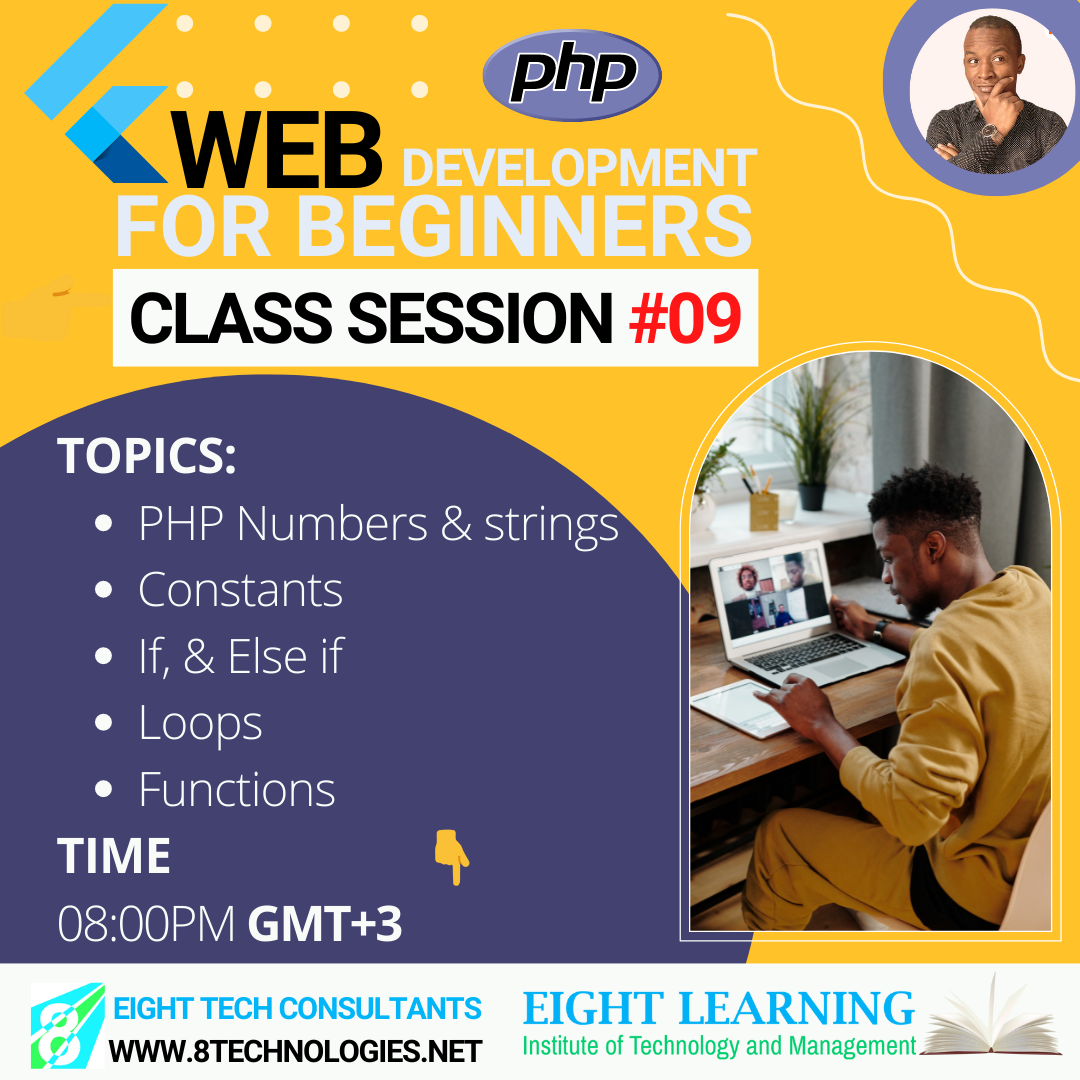 php
WEB DEVELOPMENT
FOR BEGINNERS
CLASS SESSION #09
TOPICS:
PHP Numbers & strings
Constants
If, & Else if
Loops
Functions
TIME
08:00PM GMT+3
8 EIGHT TECH CONSULTANTS
WWW.8TECHNOLOGIES.NET
EIGHT LEARNING
Institute of Technology and Management